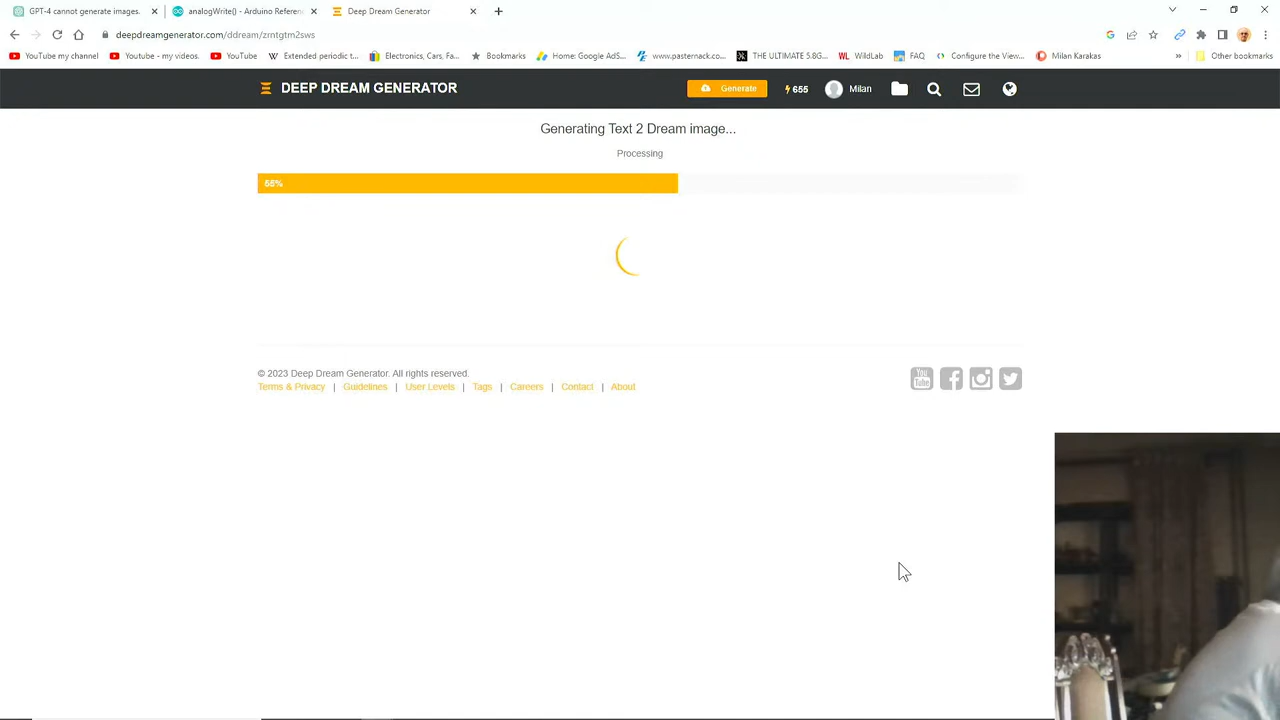 GPT-4 cannot generate images.
analogWrite() - Arduino Referenc
Deep Dream Generator
deepdreamgenerator.com/ddream/zrntgtm2sws
YouTube my channel
Youtube - my videos.
YouTube
Extended periodic t...
Electronics, Cars, Fa...
Bookmarks
Home: Google AdS...
www.pasternack.co...
THE ULTIMATE 5.8G...
WildLab
FAQ
Configure the View...
Milan Karakas
»
Other bookmarks
DEEP DREAM GENERATOR
Generate
655
Milan
Generating Text 2 Dream image...
Processing
55%
© 2023 Deep Dream Generator. All rights reserved.
Terms & Privacy | Guidelines | User Levels | Tags | Careers | Contact | About
You Tube